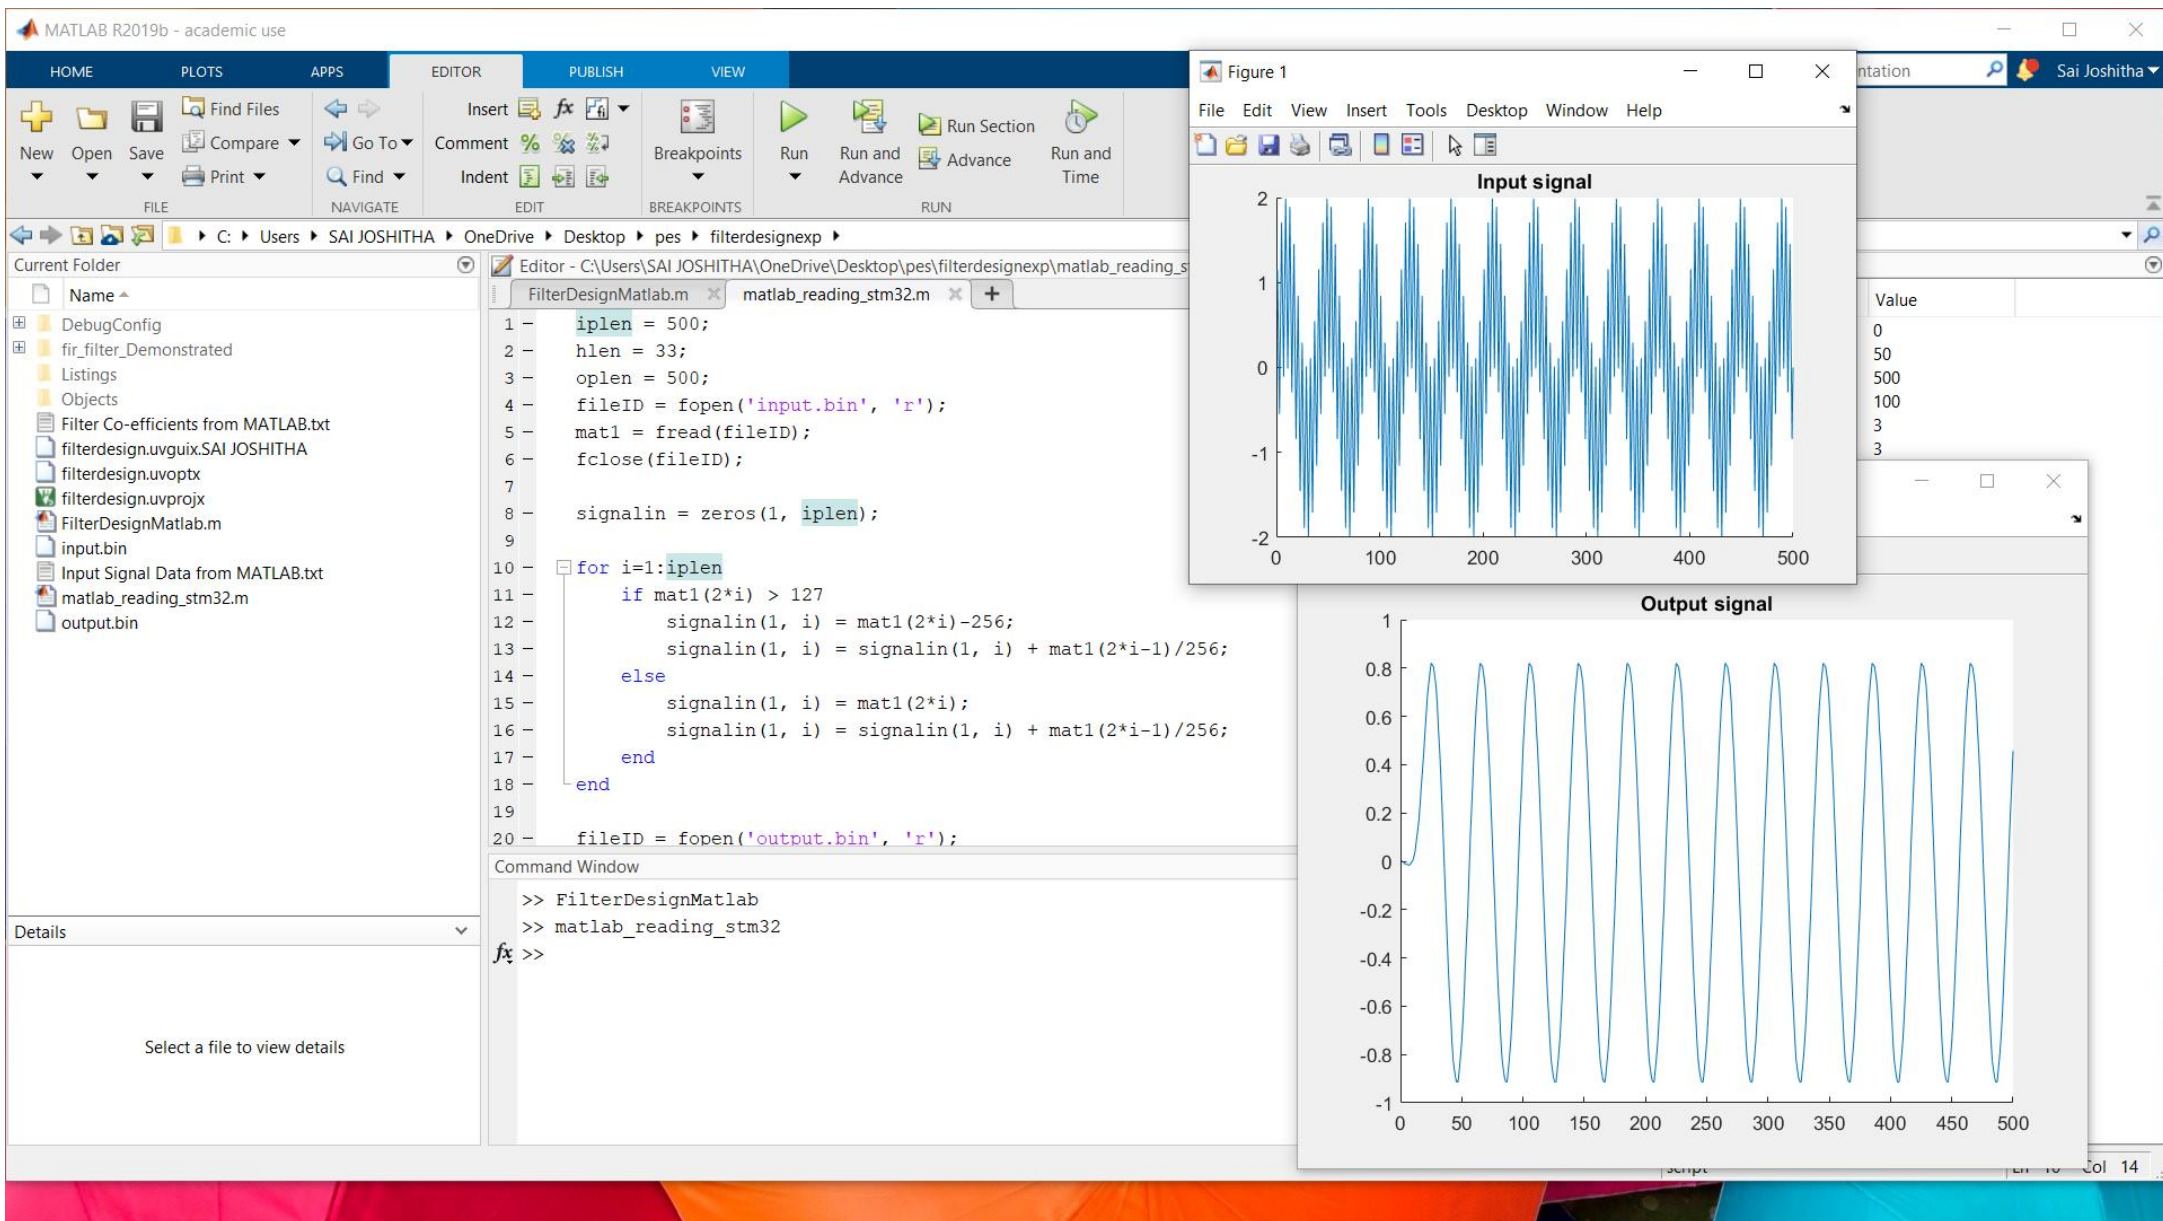 MATLAB R2019b - academic use
HOME PLOTS APPS EDITOR PUBLISH VIEW
ntation Sai Joshitha
New Open Save Find Files Compare Print
FILE
Go To Find
NAVIGATE
Insert fx
Comment
Indent
EDIT
Breakpoints
BREAKPOINTS
Run Run and Advance Run Section Advance Run and Time
RUN
C: Users SAI JOSHITHA OneDrive Desktop pes filterdesignexp
Current Folder
Name
DebugConfig
fir_filter_Demonstrated
Listings
Objects
Filter Co-efficients from MATLAB.txt
filterdesign.uvguix.SAI JOSHITHA
filterdesign.uvoptx
filterdesign.uvprojx
FilterDesignMatlab.m
input.bin
Input Signal Data from MATLAB.txt
matlab_reading_stm32.m
output.bin
Details
Select a file to view details
Editor - C:\Users\SAI JOSHITHA\OneDrive\Desktop\pes\filterdesignexp\matlab_reading_s
FilterDesignMatlab.m matlab_reading_stm32.m
1 iplen = 500;
2 hlen = 33;
3 oplen = 500;
4 fileID = fopen('input.bin', 'r');
5 mat1 = fread(fileID);
6 fclose(fileID);
7
8 signalin = zeros(1, iplen);
9
10 for i=1:iplen
11 if mat1(2*i) > 127
12 signalin(1, i) = mat1(2*i)-256;
13 signalin(1, i) = signalin(1, i) + mat1(2*i-1)/256;
14 else
15 signalin(1, i) = mat1(2*i);
16 signalin(1, i) = signalin(1, i) + mat1(2*i-1)/256;
17 end
18 end
19
20 fileID = fopen('output.bin', 'r');
Command Window
>> FilterDesignMatlab
>> matlab_reading_stm32
fx >>
Figure 1
File Edit View Insert Tools Desktop Window Help
Input signal
2
1
0
-1
-2
0 100 200 300 400 500
Value
0
50
500
100
3
3
Output signal
1
0.8
0.6
0.4
0.2
0
-0.2
-0.4
-0.6
-0.8
-1
0 50 100 150 200 250 300 350 400 450 500
script Col 14